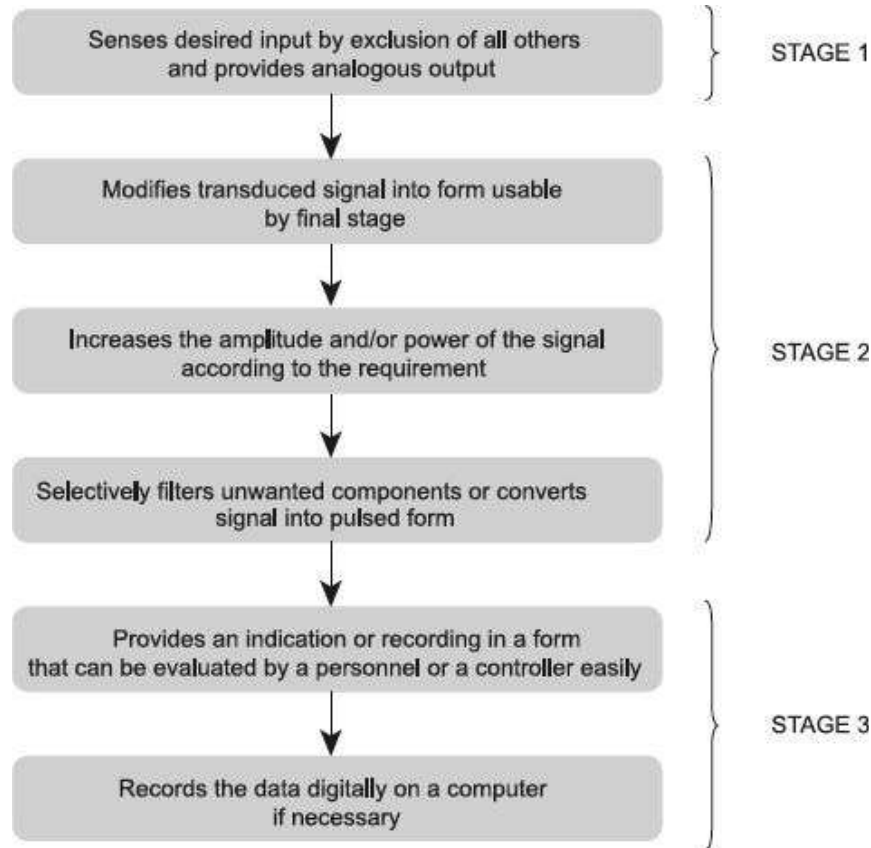 Senses desired input by exclusion of all others
and provides analogous output
STAGE 1
Modifies transduced signal into form usable
by final stage
Increases the amplitude and/or power of the signal
according to the requirement
STAGE 2
Selectively filters unwanted components or converts
signal into pulsed form
Provides an indication or recording in a form
that can be evaluated by a personnel or a controller easily
STAGE 3
Records the data digitally on a computer
if necessary